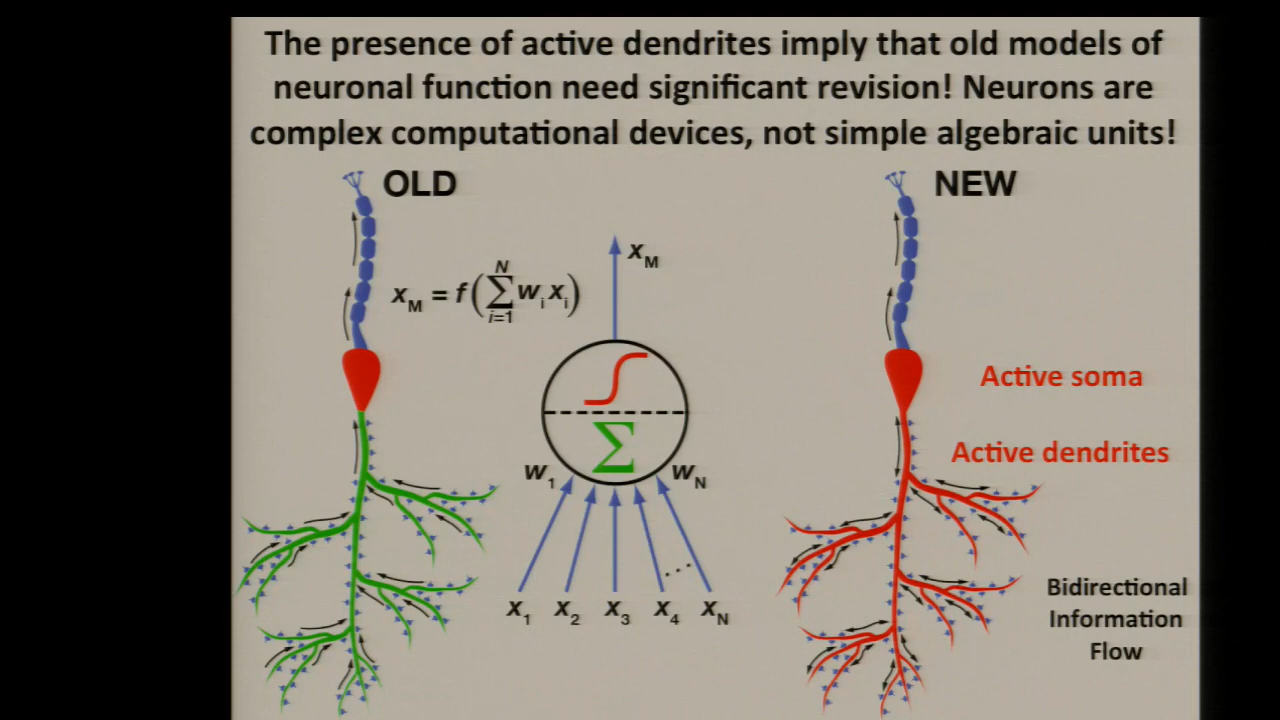 The presence of active dendrites imply that old models of
neuronal function need significant revision! Neurons are
complex computational devices, not simple algebraic units!
OLD
NEW
x_M
x_M = f(∑_{i=1}^{N} w_i x_i)
Active soma
∑
Active dendrites
w_1
w_N
x_1 x_2 x_3 x_4 ... x_N
Bidirectional
Information
Flow